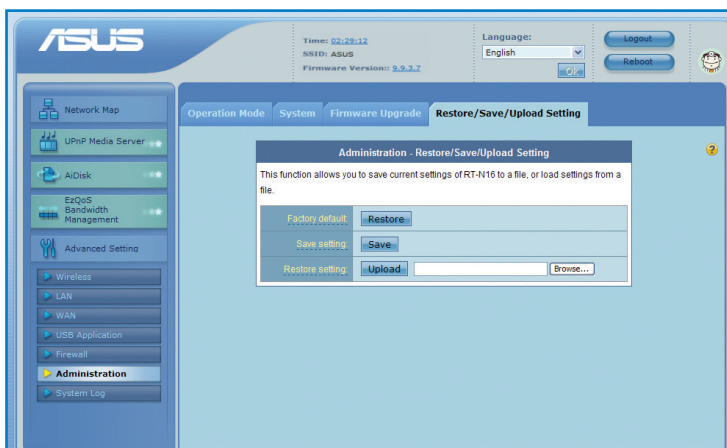 ASUS
Time: 02:29:12
SSID: ASUS
Firmware Version:: 9.9.3.7
Language:
English
OK
Logout
Reboot
Network Map
UPnP Media Server
AiDisk
EzQoS
Bandwidth
Management
Advanced Setting
Wireless
LAN
WAN
USB Application
Firewall
Administration
System Log
Operation Mode
System
Firmware Upgrade
Restore/Save/Upload Setting
Administration - Restore/Save/Upload Setting
This function allows you to save current settings of RT-N16 to a file, or load settings from a
file.
Factory default: Restore
Save setting: Save
Restore setting: Upload Browse...
?